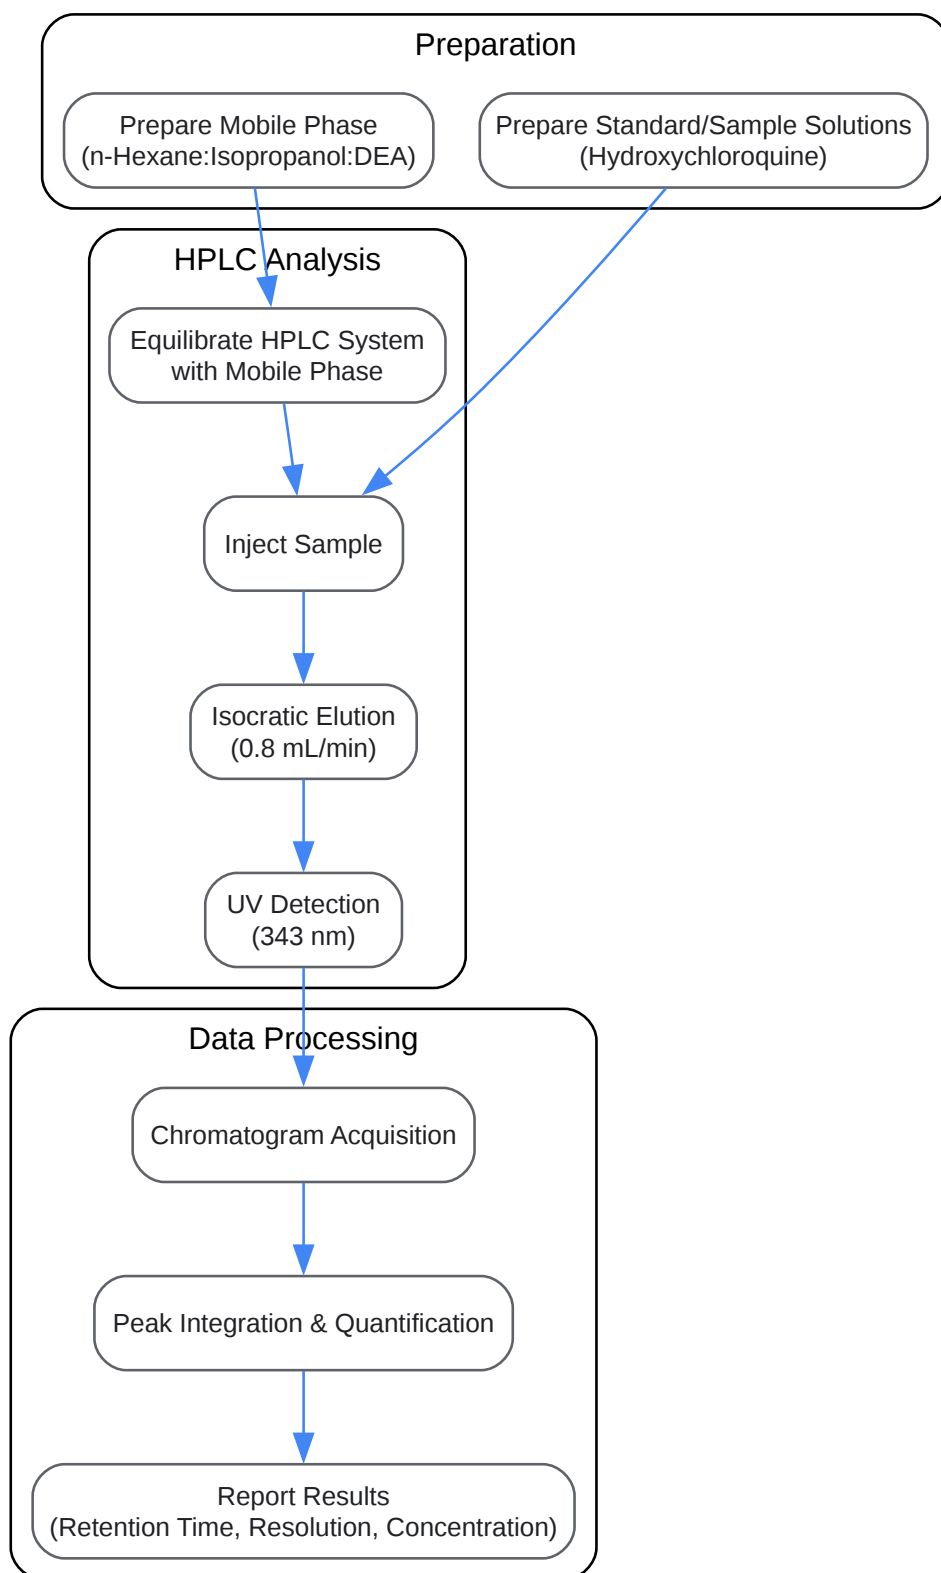 Preparation
Prepare Mobile Phase
(n-Hexane:Isopropanol:DEA)
Prepare Standard/Sample Solutions
(Hydroxychloroquine)
HPLC Analysis
Equilibrate HPLC System
with Mobile Phase
Inject Sample
Isocratic Elution
(0.8 mL/min)
UV Detection
(343 nm)
Data Processing
Chromatogram Acquisition
Peak Integration & Quantification
Report Results
(Retention Time, Resolution, Concentration)